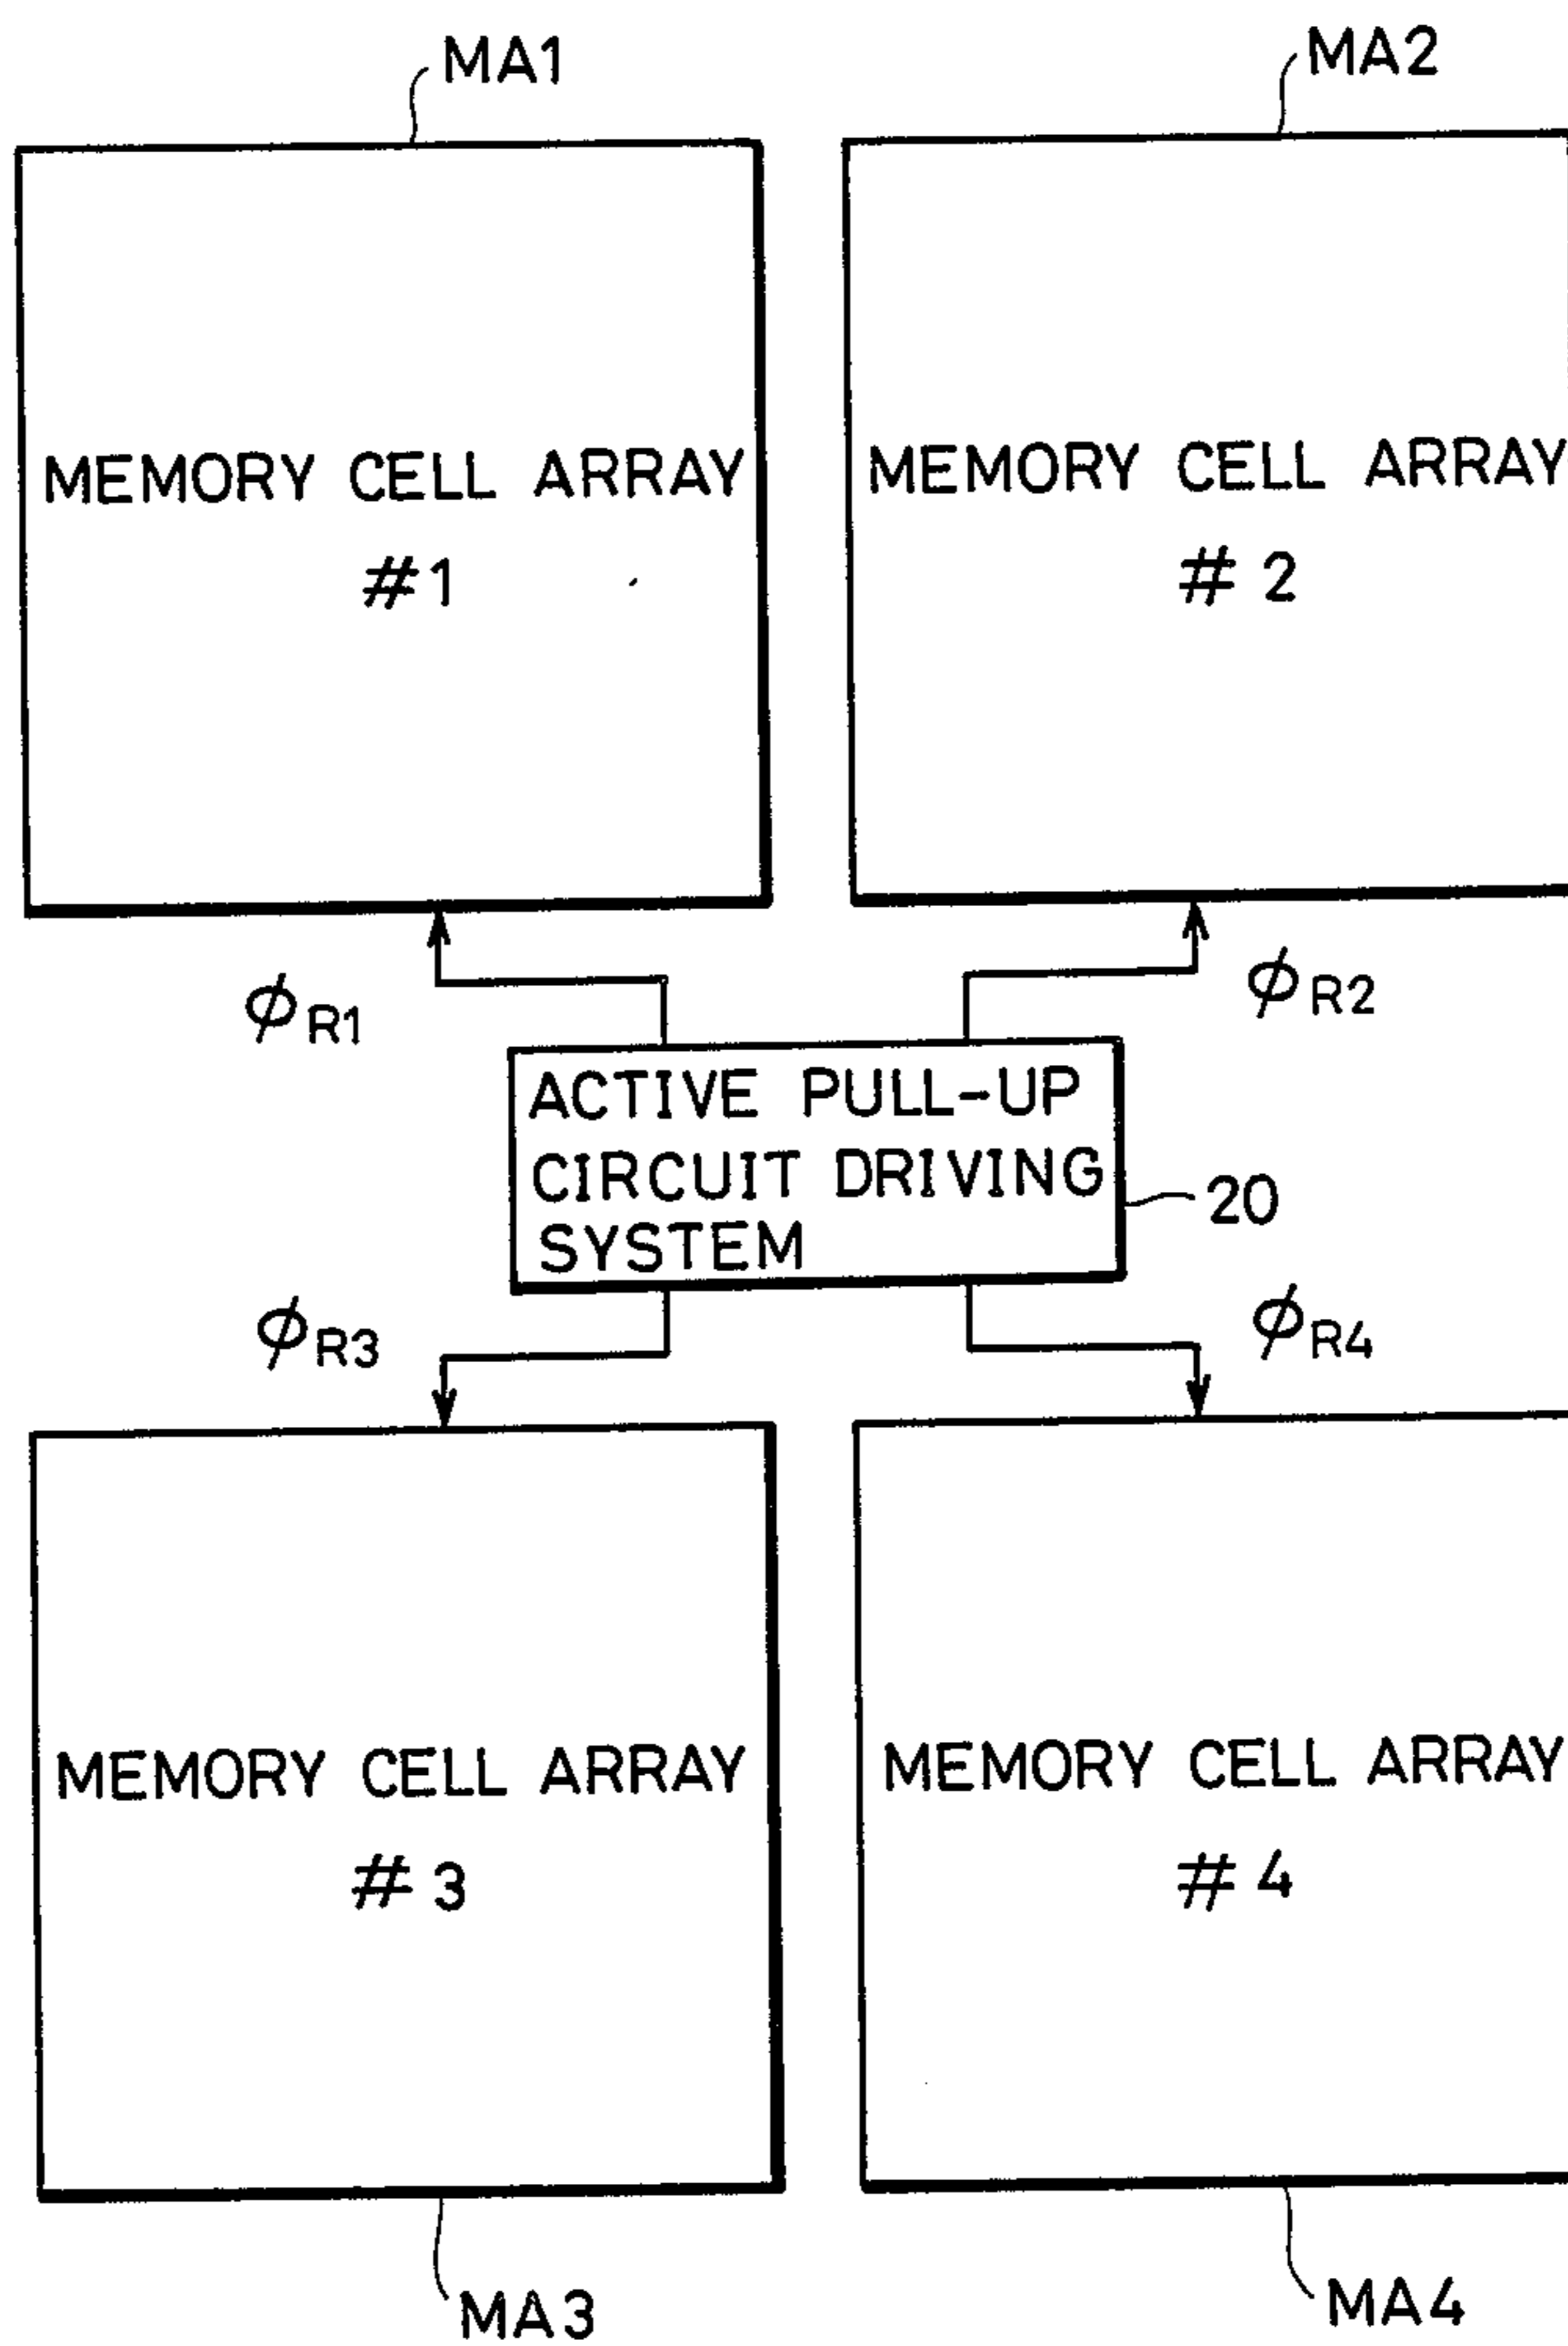 MA1
MA2
MEMORY CELL ARRAY
#1
MEMORY CELL ARRAY
#2
ϕR1
ϕR2
ACTIVE PULL-UP
CIRCUIT DRIVING
SYSTEM
20
ϕR3
ϕR4
MEMORY CELL ARRAY
#3
MEMORY CELL ARRAY
#4
MA3
MA4